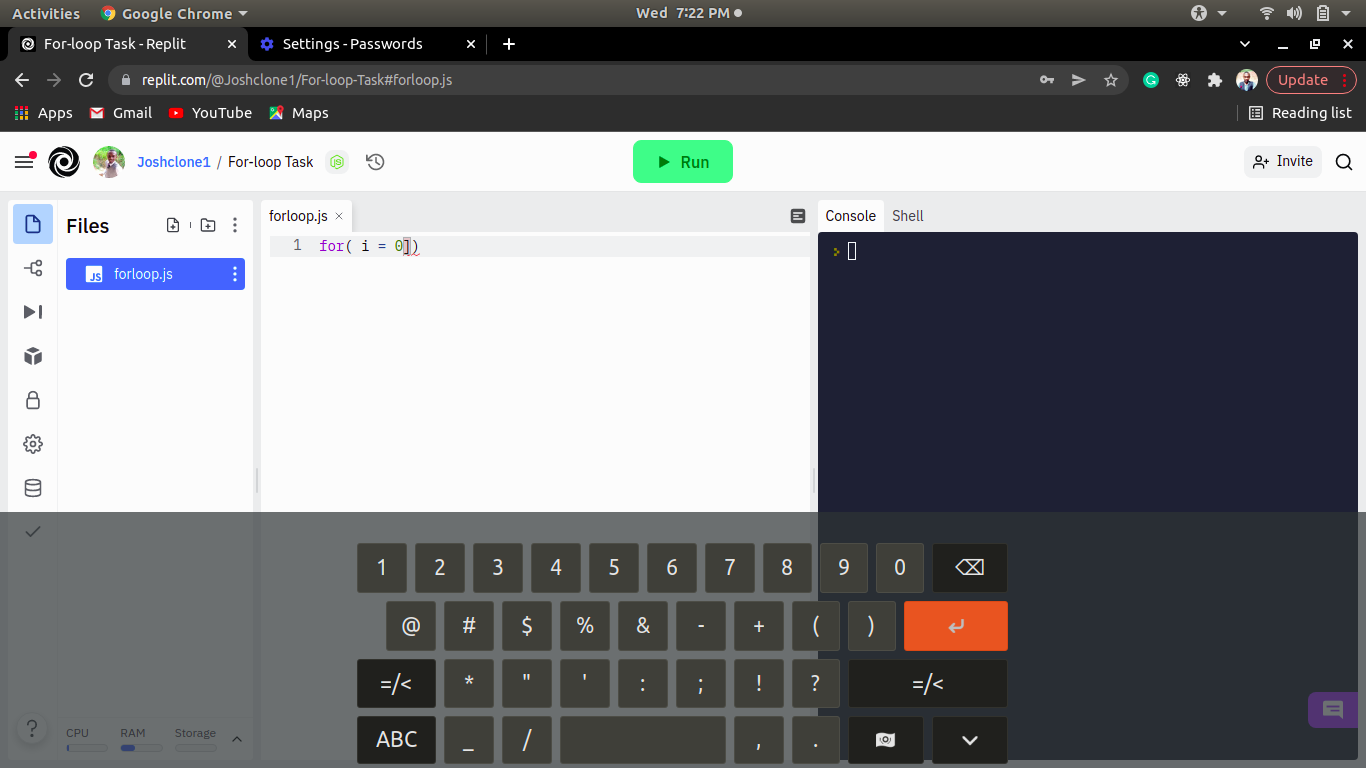 Activities Google Chrome Wed 7:22 PM
For-loop Task - Replit Settings - Passwords
replit.com/@Joshclone1/For-loop-Task#forloop.js Update
Apps Gmail YouTube Maps Reading list
Joshclone1 / For-loop Task Run Invite
Files forloop.js Console Shell
1 for( i = 0])
JS forloop.js
1 2 3 4 5 6 7 8 9 0
@ # $ % & - + ( )
=/< * " ' : ; ! ? =/<
ABC _ / , .
? CPU RAM Storage